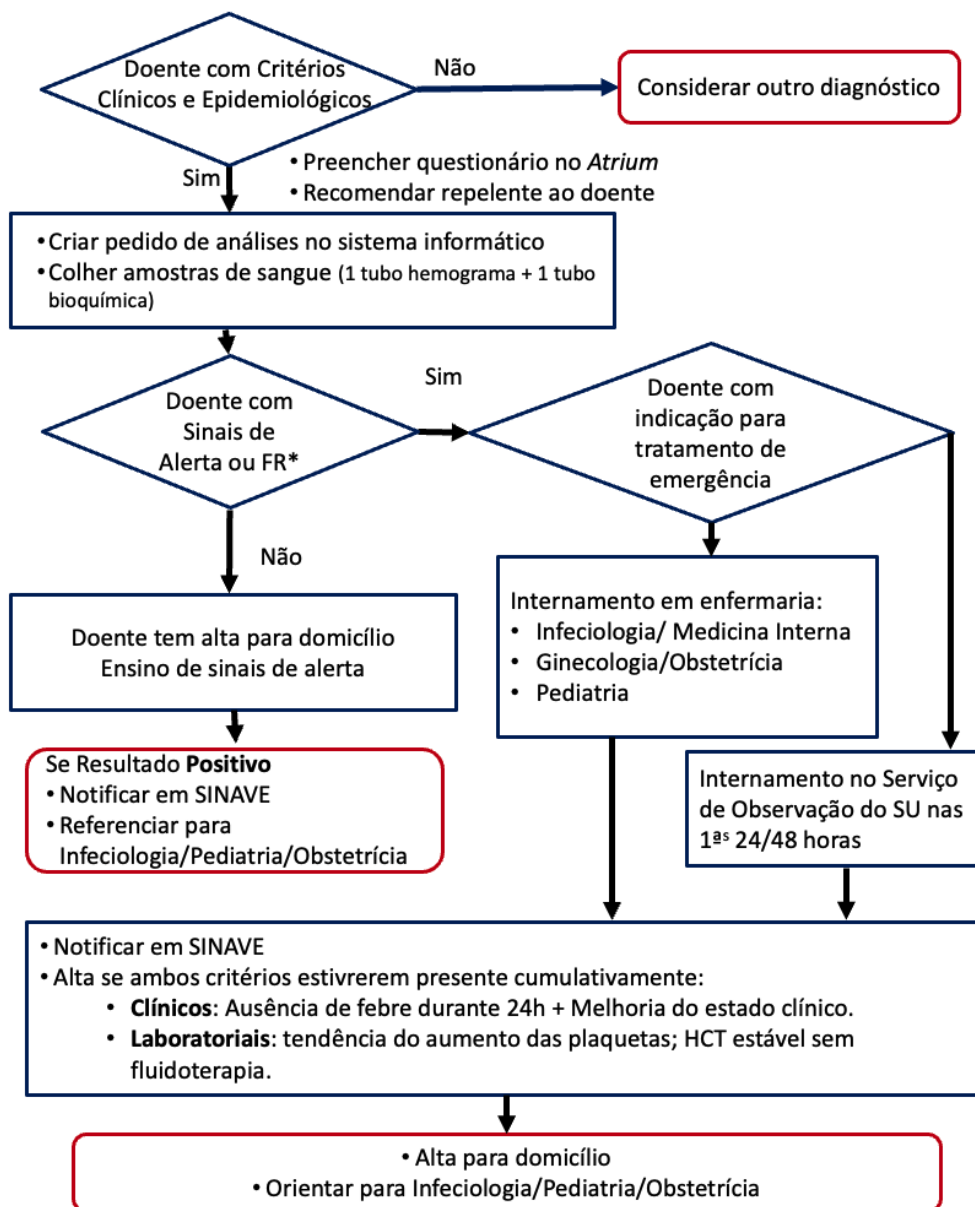 Doente com Critérios
Clínicos e Epidemiológicos
Não
Considerar outro diagnóstico
Sim
• Preencher questionário no Atrium
• Recomendar repelente ao doente
• Criar pedido de análises no sistema informático
• Colher amostras de sangue (1 tubo hemograma + 1 tubo
bioquímica)
Doente com
Sinais de
Alerta ou FR*
Sim
Doente com
indicação para
tratamento de
emergência
Não
Doente tem alta para domicílio
Ensino de sinais de alerta
Internamento em enfermaria:
• Infeciologia/ Medicina Interna
• Ginecologia/Obstetrícia
• Pediatria
Se Resultado Positivo
• Notificar em SINAVE
• Referenciar para
Infeciologia/Pediatria/Obstetrícia
Internamento no Serviço
de Observação do SU nas
1ªs 24/48 horas
• Notificar em SINAVE
• Alta se ambos critérios estivrerem presente cumulativamente:
• Clínicos: Ausência de febre durante 24h + Melhoria do estado clínico.
• Laboratoriais: tendência do aumento das plaquetas; HCT estável sem
fluidoterapia.
• Alta para domicílio
• Orientar para Infeciologia/Pediatria/Obstetrícia